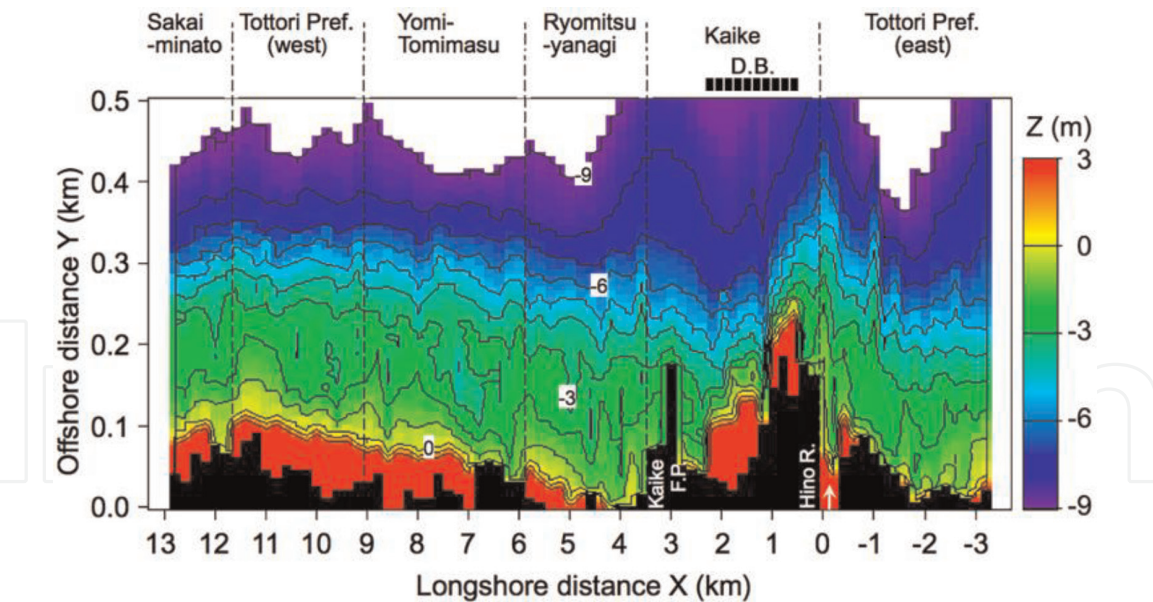 Sakai
-minato
Tottori Pref.
(west)
Yomi-
Tomimasu
Ryomitsu
-yanagi
Kaike
D.B.
Tottori Pref.
(east)
Offshore distance Y (km)
0.5
0.4
0.3
0.2
0.1
0.0
-9
-6
-3
0
Kaike
F.P.
Hino R.
13 12 11 10 9 8 7 6 5 4 3 2 1 0 -1 -2 -3
Longshore distance X (km)
Z (m)
3
0
-3
-6
-9